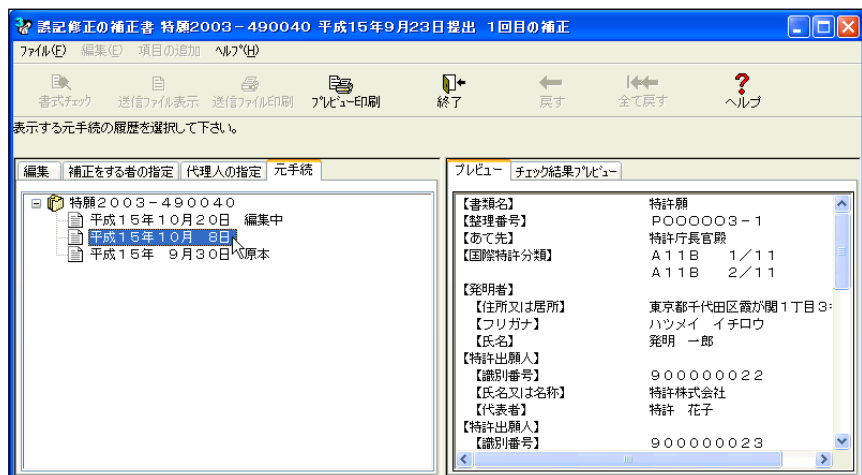 誤記修正の補正書 特願2003-490040 平成15年9月23日提出 1回目の補正
ファイル(F) 編集(E) 項目の追加 ヘルプ(H)
書式チェック 送信ファイル表示 送信ファイル印刷 プレビュー印刷 終了 戻す 全て戻す ヘルプ
表示する元手続の履歴を選択して下さい。
編集 補正をする者の指定 代理人の指定 元手続
特願2003-490040
平成15年10月20日 編集中
平成15年10月 8日
平成15年 9月30日 原本
プレビュー チェック結果プレビュー
【書類名】 特許願
【整理番号】 PO00003-1
【あて先】 特許庁長官殿
【国際特許分類】 A11B 1/11
A11B 2/11
【発明者】
【住所又は居所】 東京都千代田区霞が関1丁目3
【フリガナ】 ハツメイ イチロウ
【氏名】 発明 一郎
【特許出願人】
【識別番号】 900000022
【氏名又は名称】 特許株式会社
【代表者】 特許 花子
【特許出願人】
【識別番号】 900000023